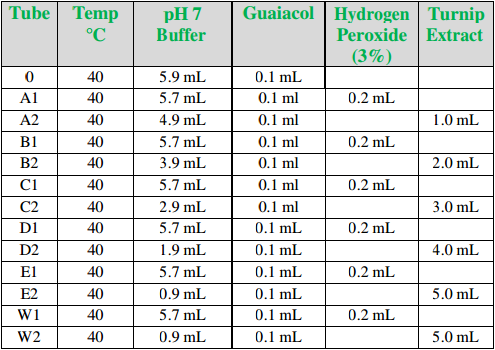 Tube Temp °C pH 7 Buffer Guaiacol Hydrogen Peroxide (3%) Turnip Extract
0 40 5.9 mL 0.1 mL
A1 40 5.7 mL 0.1 ml 0.2 mL
A2 40 4.9 mL 0.1 ml 1.0 mL
B1 40 5.7 mL 0.1 ml 0.2 mL
B2 40 3.9 mL 0.1 ml 2.0 mL
C1 40 5.7 mL 0.1 ml 0.2 mL
C2 40 2.9 mL 0.1 ml 3.0 mL
D1 40 5.7 mL 0.1 mL 0.2 mL
D2 40 1.9 mL 0.1 mL 4.0 mL
E1 40 5.7 mL 0.1 mL 0.2 mL
E2 40 0.9 mL 0.1 mL 5.0 mL
W1 40 5.7 mL 0.1 mL 0.2 mL
W2 40 0.9 mL 0.1 mL 5.0 mL